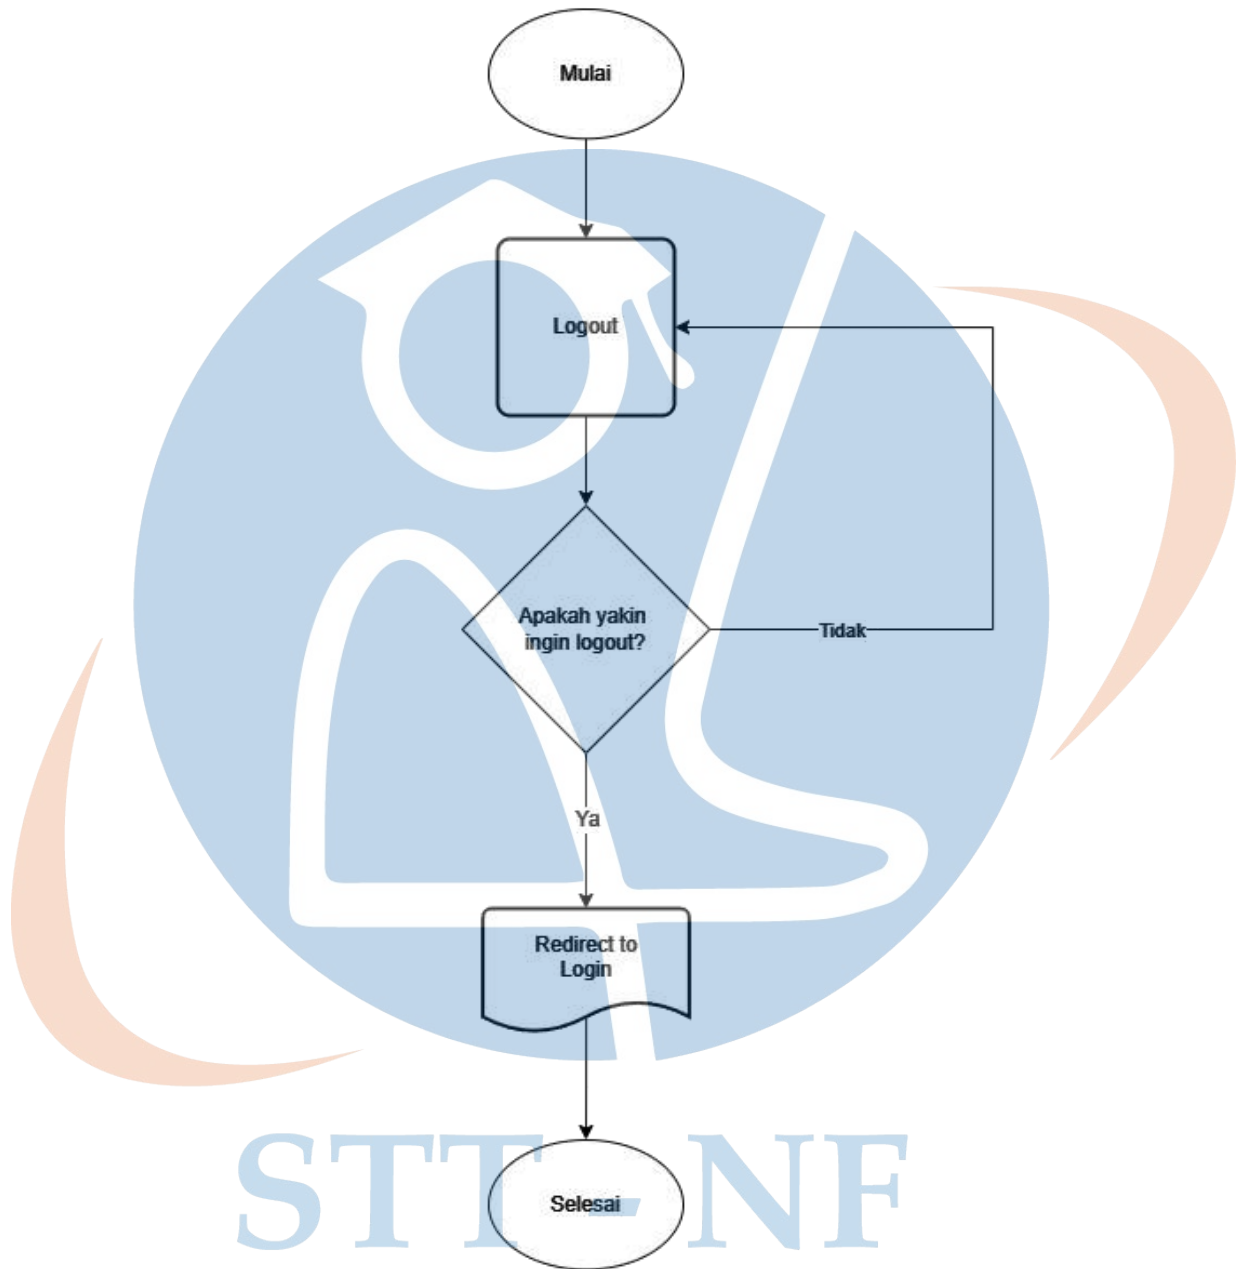 Mulai
Logout
Apakah yakin
ingin logout?
Tidak
Ya
Redirect to
Login
STT - NF
Selesai